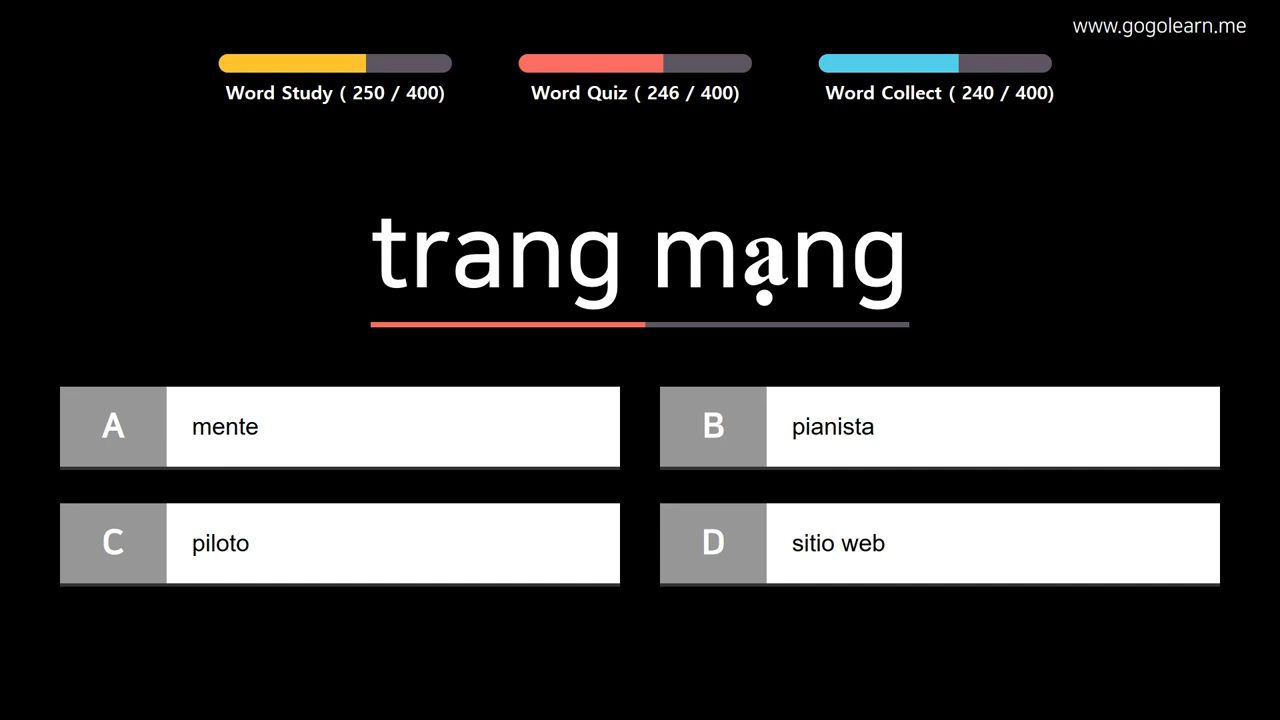 www.gogolearn.me
Word Study ( 250 / 400)
Word Quiz ( 246 / 400)
Word Collect ( 240 / 400)
trang mạng
A mente
B pianista
C piloto
D sitio web